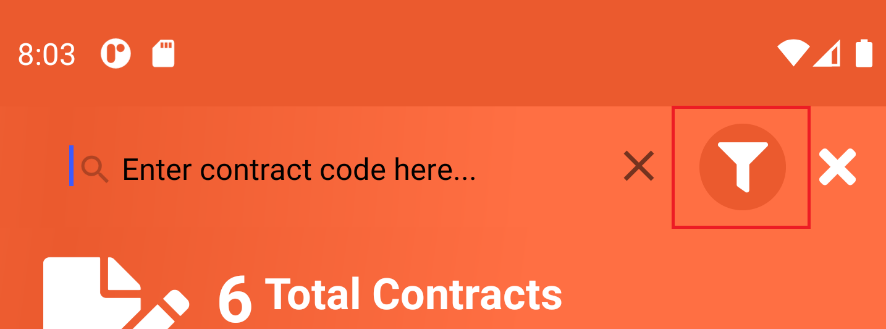 8:03
Enter contract code here...
6 Total Contracts